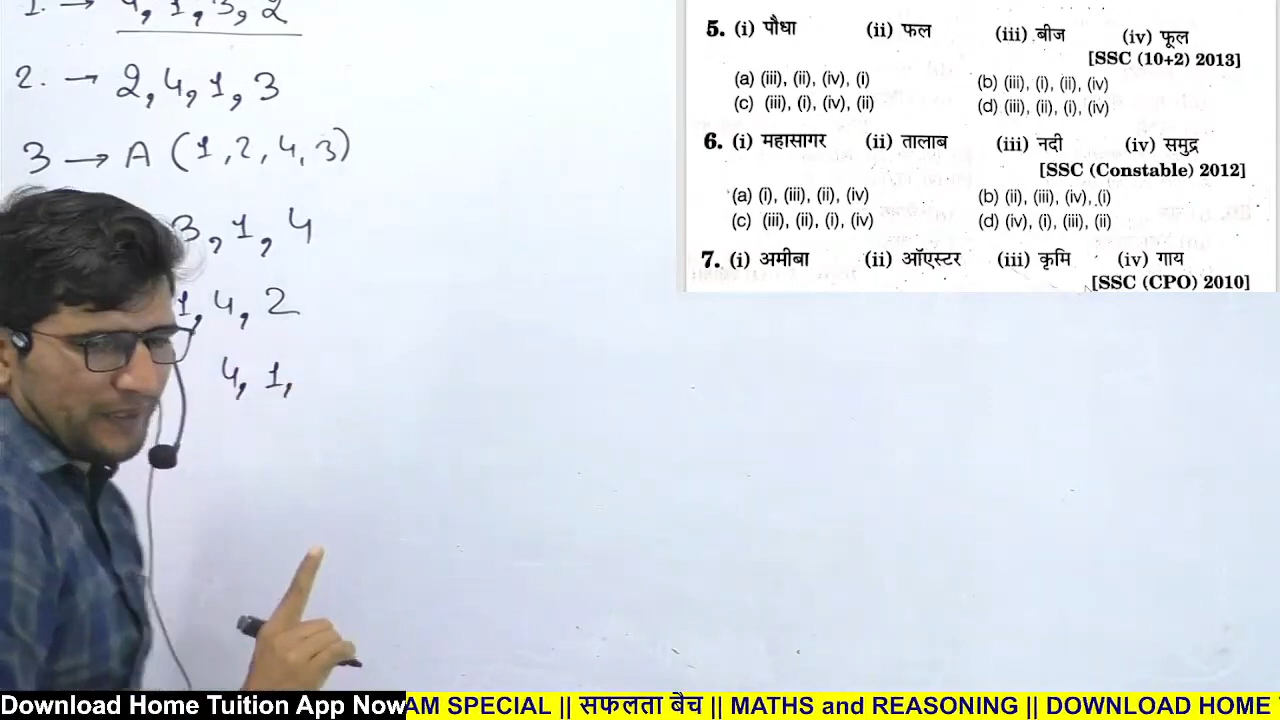 1. → 4, 1, 3, 2
2. → 2, 4, 1, 3
3 → A (1, 2, 4, 3)
3, 1, 4
1, 4, 2
4, 1,
5. (i) पौधा (ii) फल (iii) बीज (iv) फूल
[SSC (10+2) 2013]
(a) (iii), (ii), (iv), (i) (b) (iii), (i), (ii), (iv)
(c) (iii), (i), (iv), (ii) (d) (iii), (ii), (i), (iv)
6. (i) महासागर (ii) तालाब (iii) नदी (iv) समुद्र
[SSC (Constable) 2012]
(a) (i), (iii), (ii), (iv) (b) (ii), (iii), (iv), (i)
(c) (iii), (ii), (i), (iv) (d) (iv), (i), (iii), (ii)
7. (i) अमीबा (ii) ऑएस्टर (iii) कृमि (iv) गाय
[SSC (CPO) 2010]
Download Home Tuition App Now AM SPECIAL || सफलता बैच || MATHS and REASONING || DOWNLOAD HOME